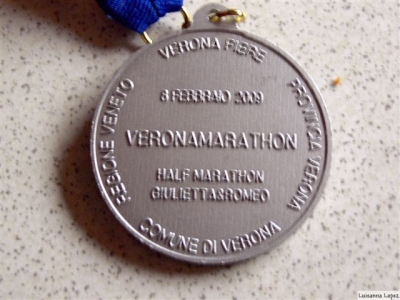 VERONA FIERE
8 FEBBRAIO 2009
VERONAMARATHON
HALF MARATHON
GIULIETTA&ROMEO
REGIONE VENETO
PROVINCIA VERONA
COMUNE DI VERONA
Luisanna Lopez